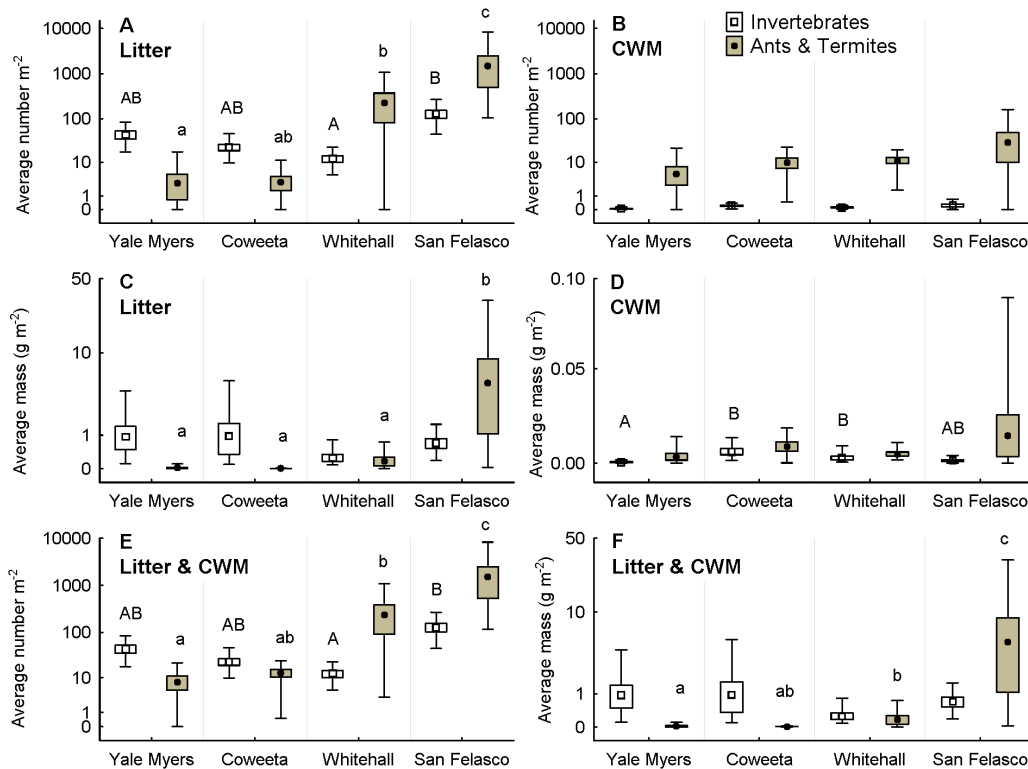 A
Litter
Average number m-2
10000
1000
100
10
1
0
AB
a
AB
ab
A
b
B
c
Yale Myers
Coweeta
Whitehall
San Felasco
B
CWM
Invertebrates
Ants & Termites
Average number m-2
10000
1000
100
10
1
0
Yale Myers
Coweeta
Whitehall
San Felasco
C
Litter
Average mass (g m-2)
50
10
1
0
a
a
a
b
Yale Myers
Coweeta
Whitehall
San Felasco
D
CWM
Average mass (g m-2)
0.10
0.05
0.00
A
B
B
AB
Yale Myers
Coweeta
Whitehall
San Felasco
E
Litter & CWM
Average number m-2
10000
1000
100
10
1
0
AB
a
AB
ab
A
b
B
c
Yale Myers
Coweeta
Whitehall
San Felasco
F
Litter & CWM
Average mass (g m-2)
50
10
1
0
a
ab
b
c
Yale Myers
Coweeta
Whitehall
San Felasco